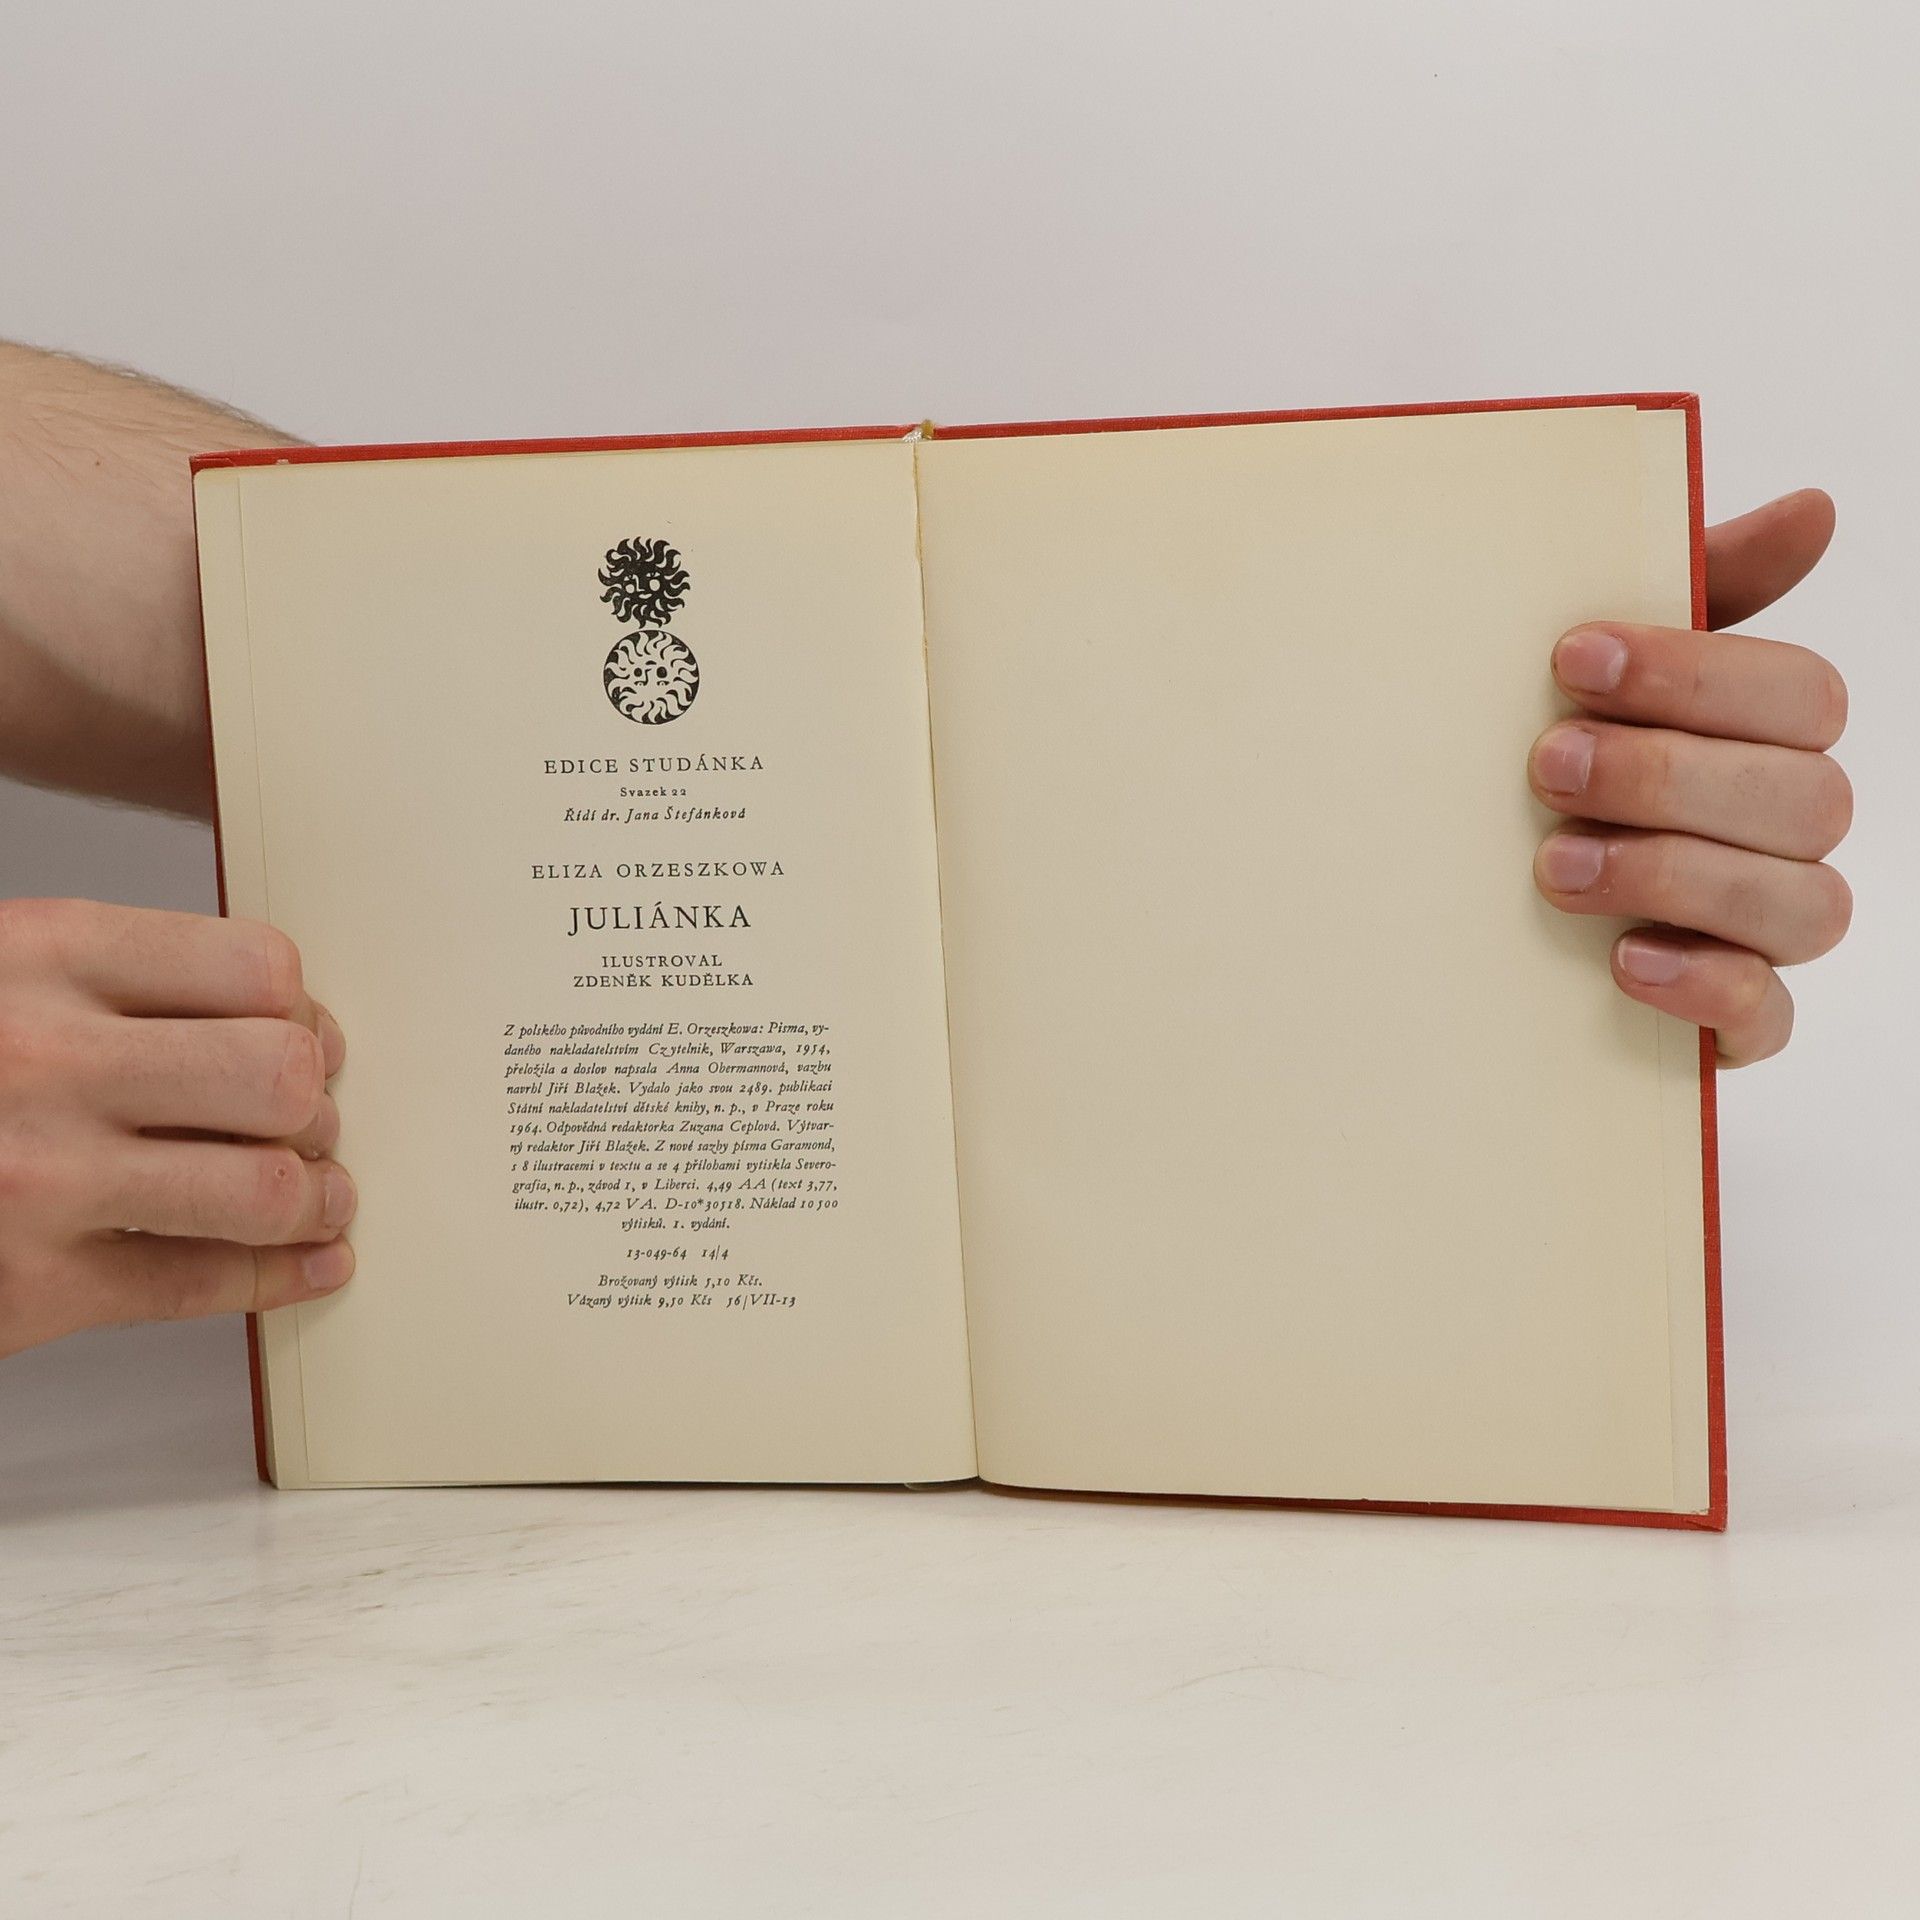 EDICE STUDÁNKA
Svazek 22
Řídí dr. Jana Štefánková
ELIZA ORZESZKOWA
JULIÁNKA
ILUSTROVAL
ZDENĚK KUDĚLKA
Z polského původního vydání E. Orzeszkowa: Pisma, vy-
daného nakladatelstvím Czytelnik, Warszawa, 1954,
přeložila a doslov napsala Anna Obermannová, vazbu
navrhl Jiří Blažek. Vydalo jako svou 2489. publikaci
Státní nakladatelství dětské knihy, n. p., v Praze roku
1964. Odpovědná redaktorka Zuzana Ceplová. Výtvar-
ný redaktor Jiří Blažek. Z nové sazby písma Garamond,
s 8 ilustracemi v textu a se 4 přílohami vytiskla Severo-
grafia, n. p., závod 1, v Liberci. 4,49 AA (text 3,77,
ilustr. 0,72), 4,72 VA. D-10*30518. Náklad 10 500
výtisků. 1. vydání.
13-049-64 14/4
Brožovaný výtisk 5,10 Kčs.
Vázaný výtisk 9,50 Kčs 56/VII-13